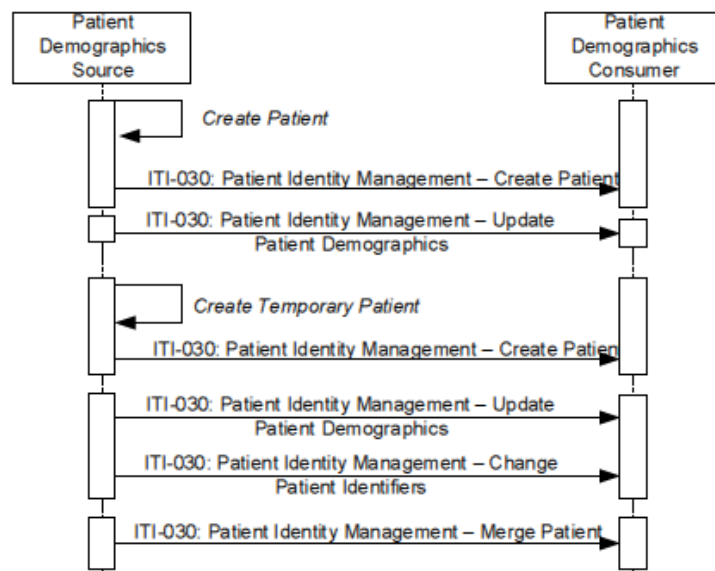 Patient
Demographics
Source
Patient
Demographics
Consumer
Create Patient
ITI-030: Patient Identity Management – Create Patient
ITI-030: Patient Identity Management – Update
Patient Demographics
Create Temporary Patient
ITI-030: Patient Identity Management – Create Patient
ITI-030: Patient Identity Management – Update
Patient Demographics
ITI-030: Patient Identity Management – Change
Patient Identifiers
ITI-030: Patient Identity Management – Merge Patient